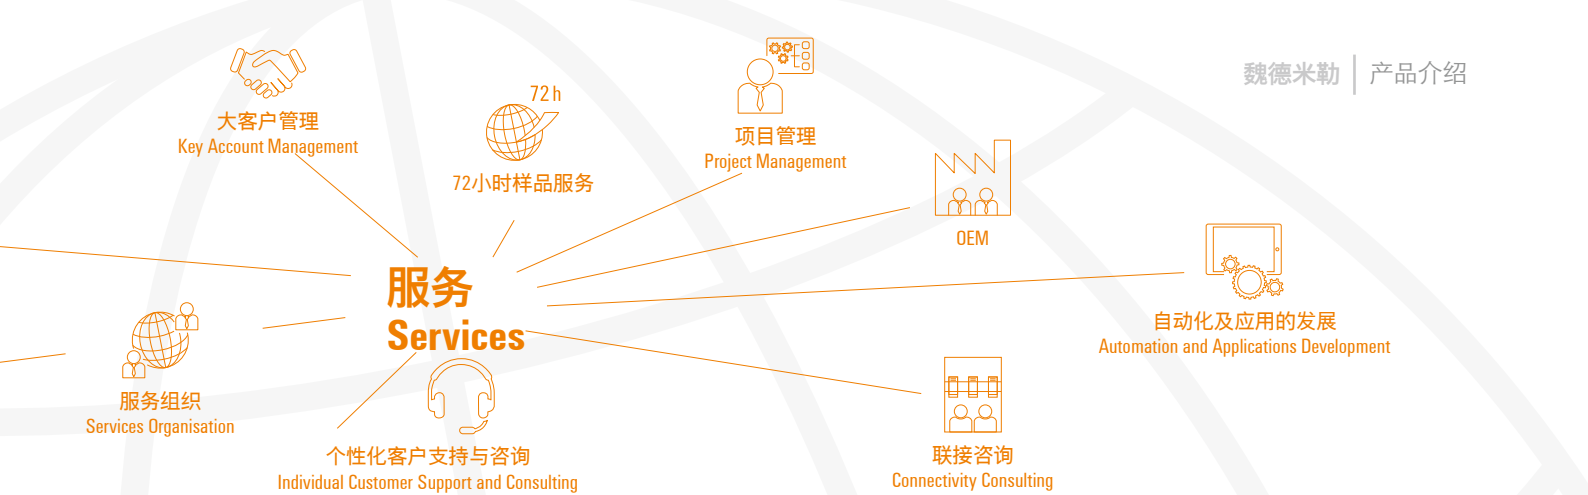 魏德米勒 产品介绍
大客户管理
Key Account Management
72 h
72小时样品服务
项目管理
Project Management
OEM
服务
Services
自动化及应用的发展
Automation and Applications Development
服务组织
Services Organisation
个性化客户支持与咨询
Individual Customer Support and Consulting
联接咨询
Connectivity Consulting